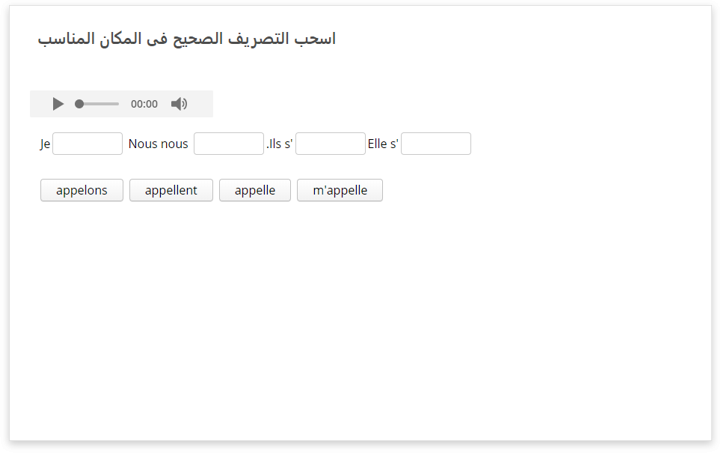 اسحب التصريف الصحيح فى المكان المناسب
00:00
Je Nous nous .Ils s' Elle s'
appelons appellent appelle m'appelle